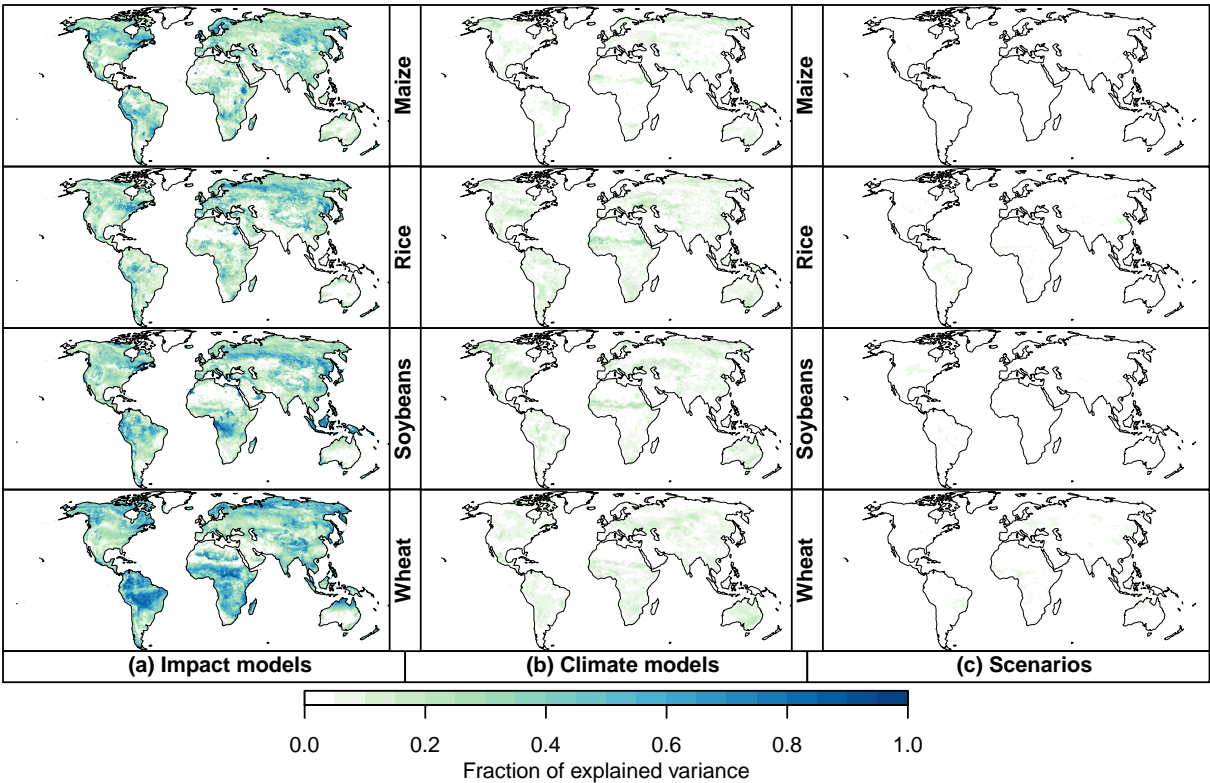 Maize
Maize
Rice
Rice
Soybeans
Soybeans
Wheat
Wheat
(a) Impact models
(b) Climate models
(c) Scenarios
0.0
0.2
0.4
0.6
0.8
1.0
Fraction of explained variance